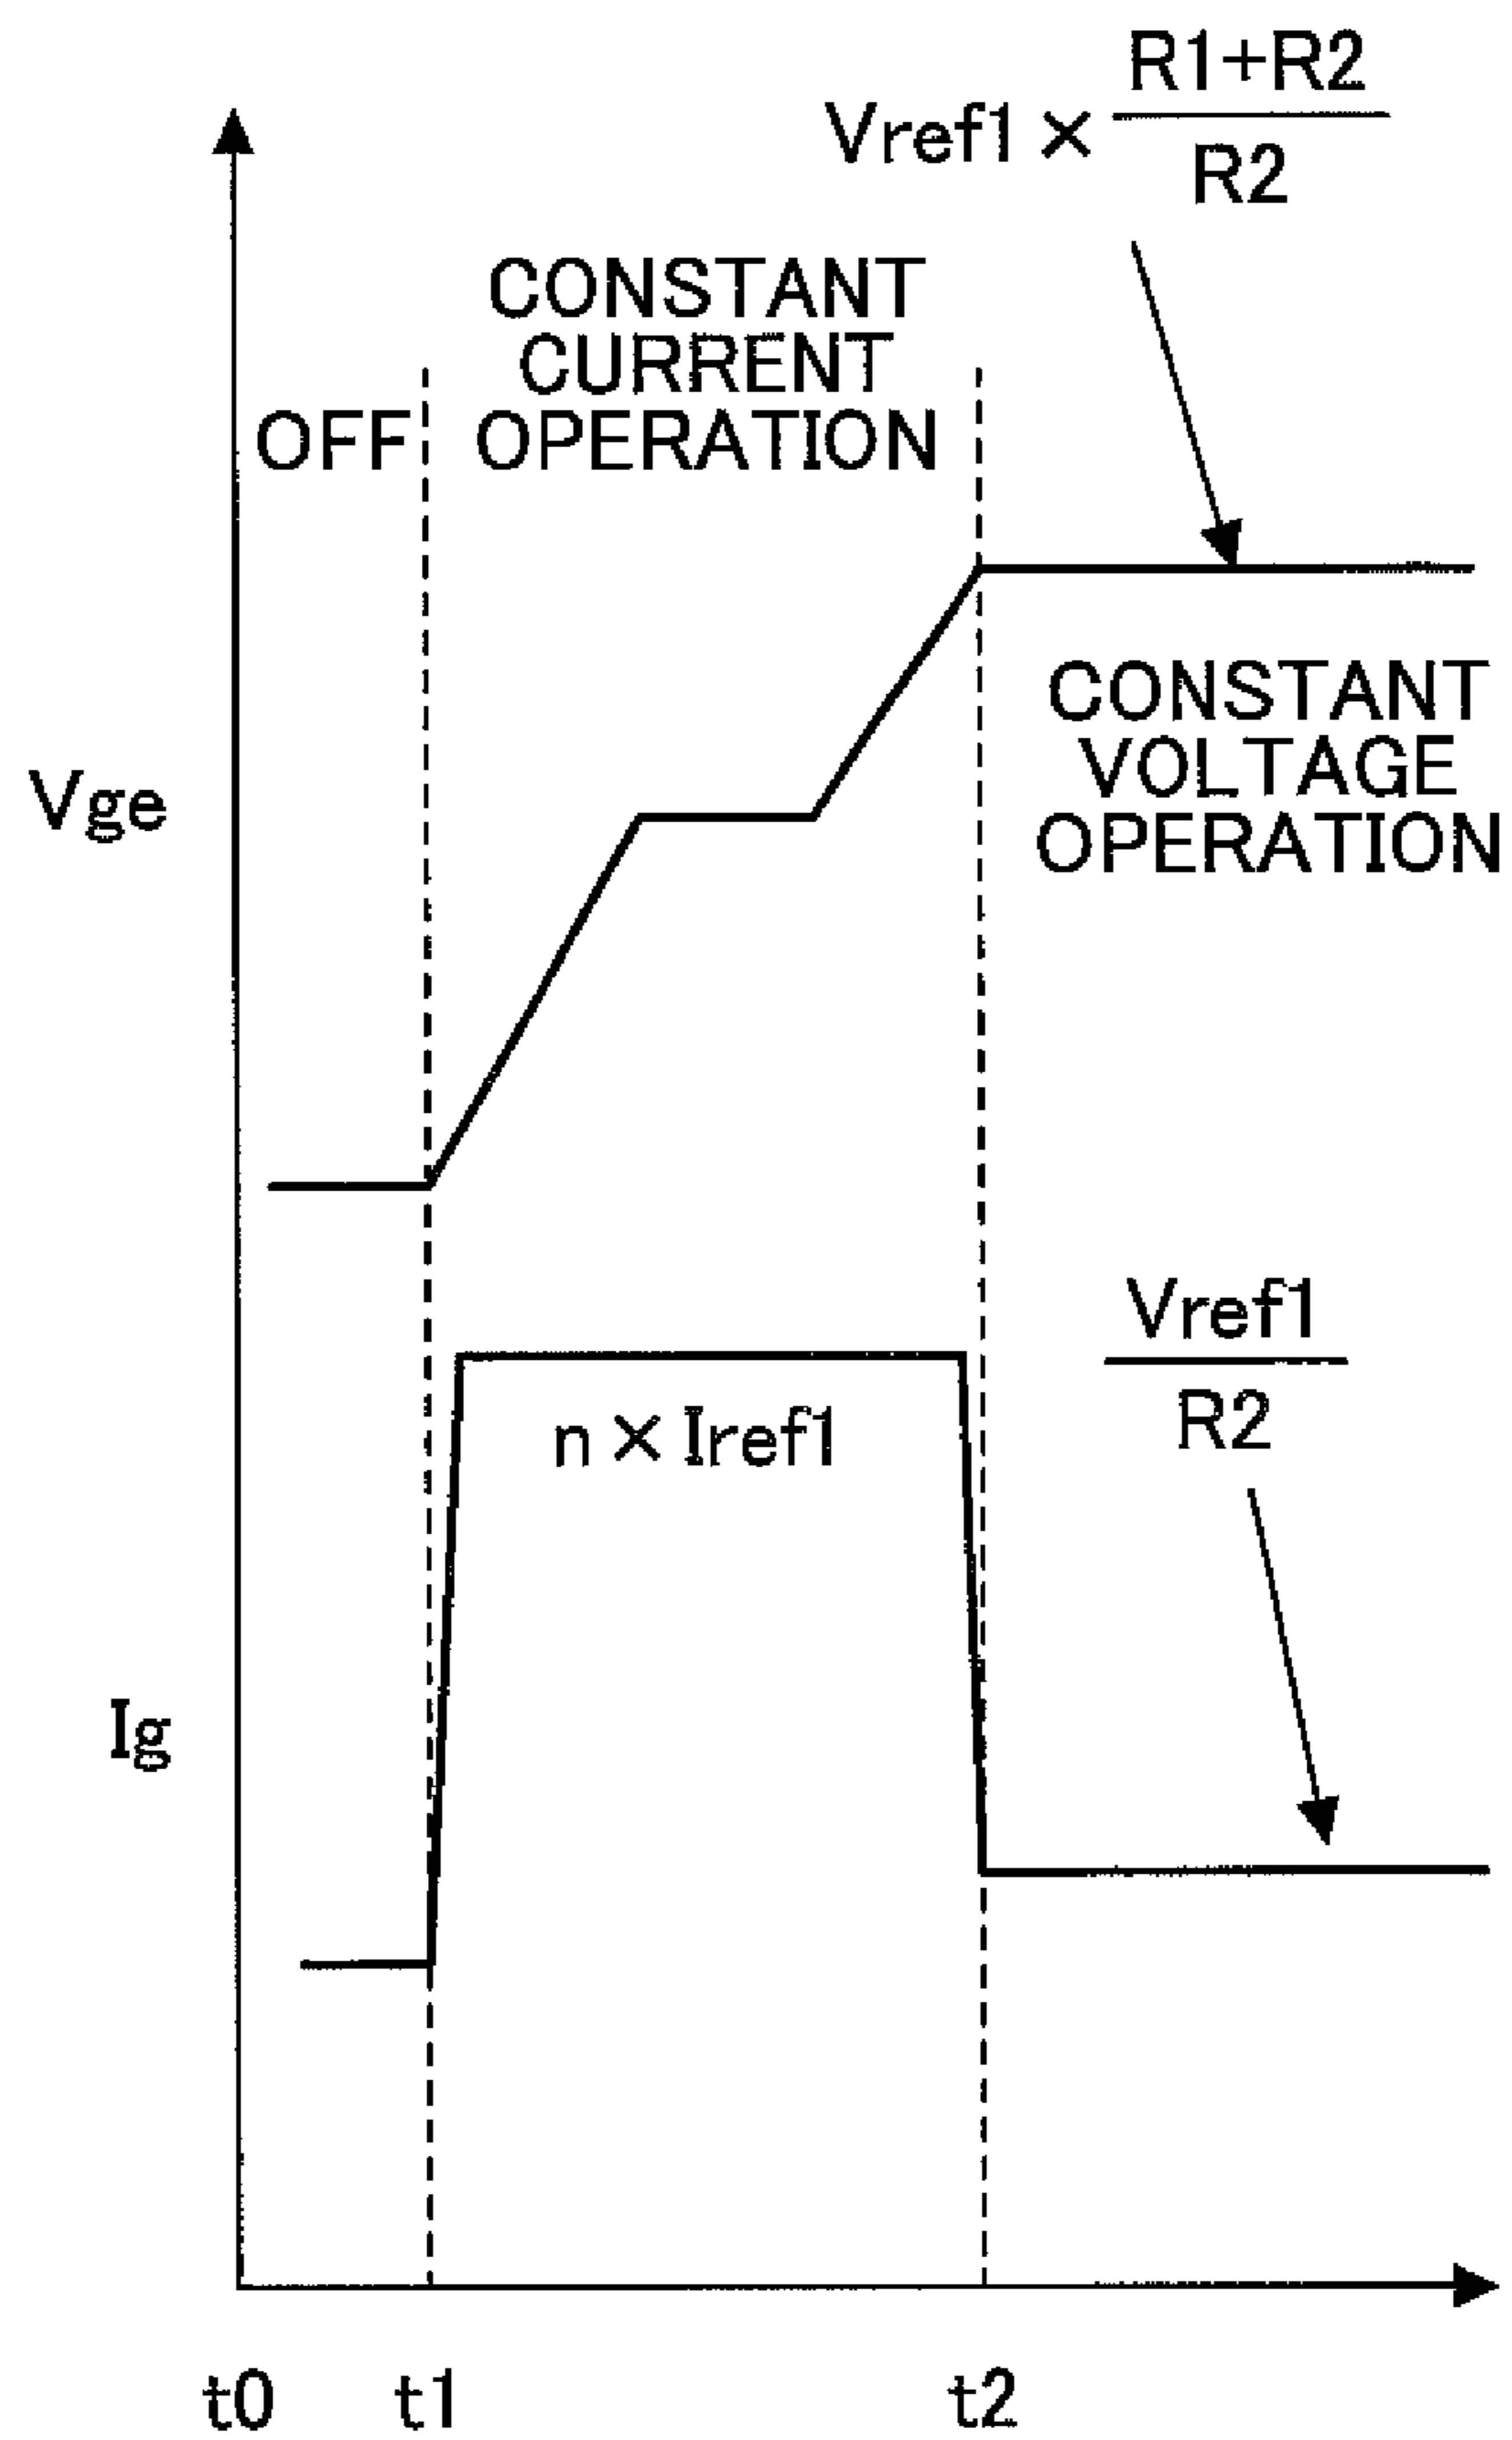 R1+R2
Vref1 ×
R2
CONSTANT
CURRENT
OFF OPERATION
CONSTANT
VOLTAGE
OPERATION
Vge
Vref1
R2
n × Iref1
Ig
t0 t1 t2